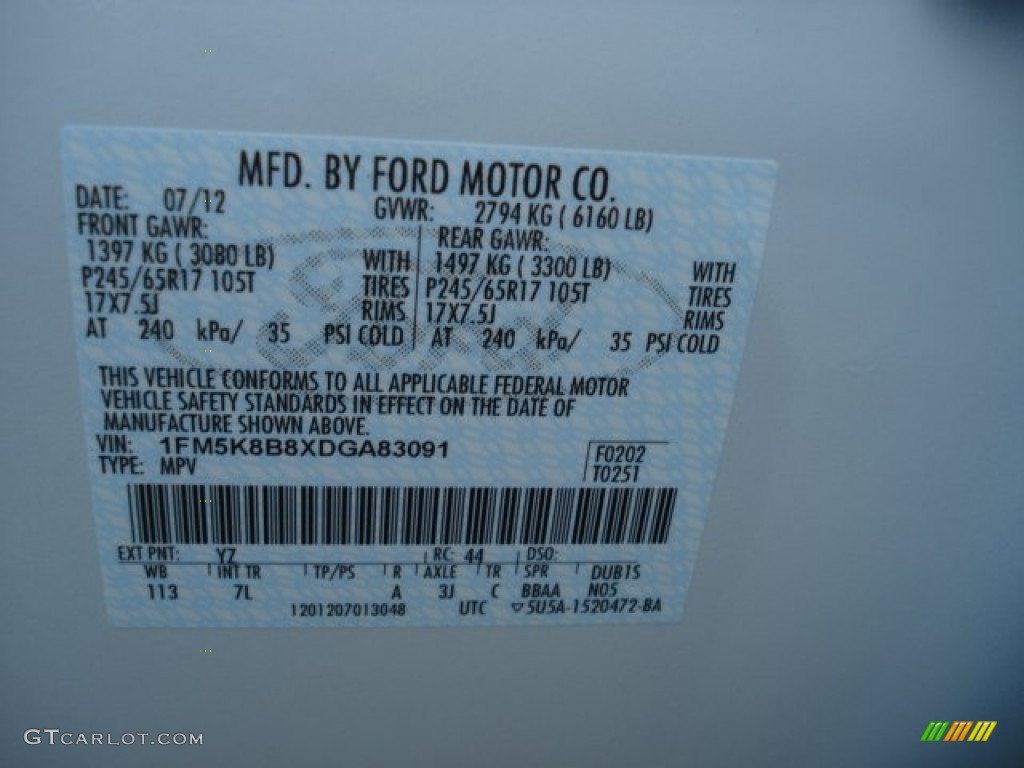 MFD. BY FORD MOTOR CO.
DATE: 07/12 GVWR: 2794 KG ( 6160 LB)
FRONT GAWR: REAR GAWR:
1397 KG ( 3080 LB) WITH 1497 KG ( 3300 LB) WITH
P245/65R17 105T TIRES P245/65R17 105T TIRES
17X7.5J RIMS 17X7.5J RIMS
AT 240 kPa/ 35 PSI COLD AT 240 kPa/ 35 PSI COLD
THIS VEHICLE CONFORMS TO ALL APPLICABLE FEDERAL MOTOR
VEHICLE SAFETY STANDARDS IN EFFECT ON THE DATE OF
MANUFACTURE SHOWN ABOVE.
VIN: 1FM5K8B8XDGA83091 F0202
TYPE: MPV T0251
EXT PNT: YZ RC: 44 DSO:
WB INT TR TP/PS R AXLE TR SPR DUB15
113 7L A 3J C BBAA N05
1201207013048 UTC ▽5U5A-1520472-BA
Ford
GTCARLOT.COM